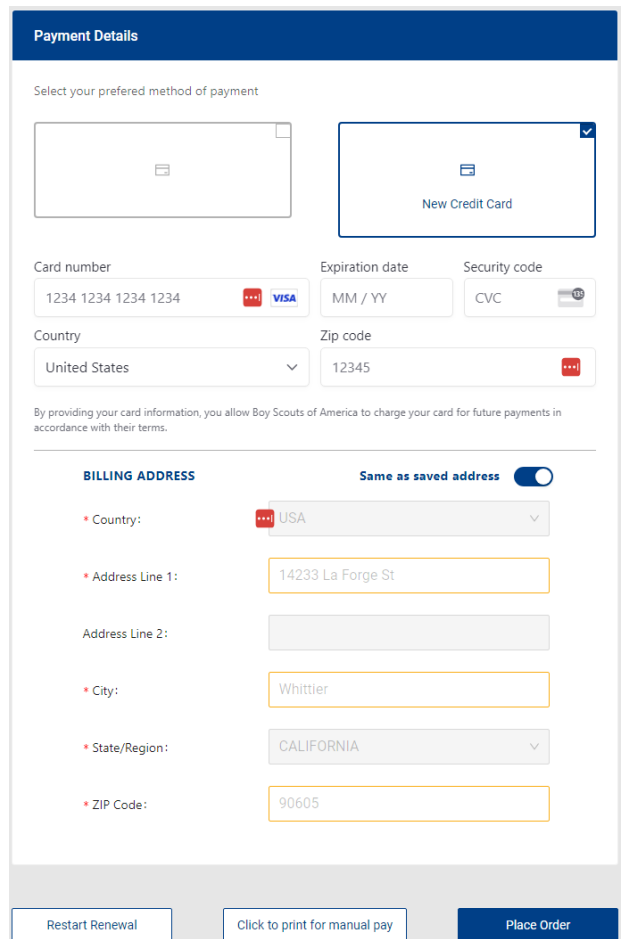 Payment Details
Select your prefered method of payment
New Credit Card
Card number
Expiration date
Security code
1234 1234 1234 1234
VISA
MM / YY
CVC
135
Country
Zip code
United States
12345
By providing your card information, you allow Boy Scouts of America to charge your card for future payments in
accordance with their terms.
BILLING ADDRESS
Same as saved address
* Country:
USA
* Address Line 1:
14233 La Forge St
Address Line 2:
* City:
Whittier
* State/Region:
CALIFORNIA
* ZIP Code:
90605
Restart Renewal
Click to print for manual pay
Place Order